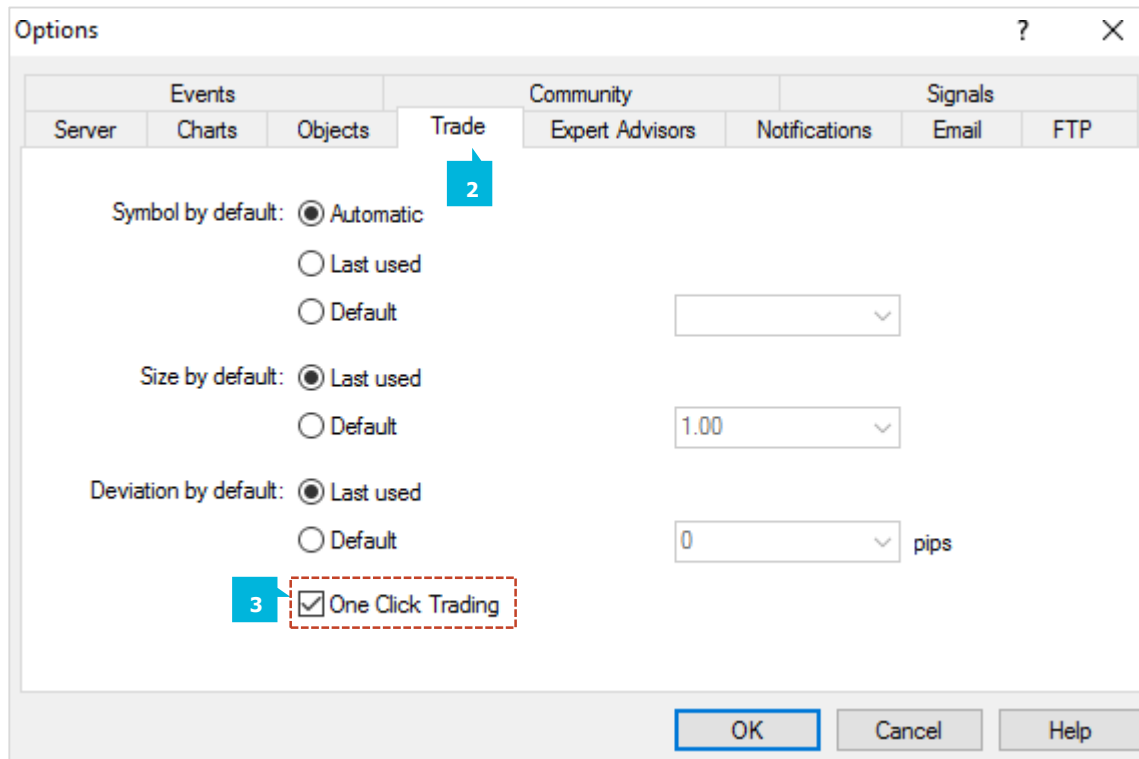 Options ?
Events Community Signals
Server Charts Objects Trade Expert Advisors Notifications Email FTP
2
Symbol by default: Automatic
Last used
Default
Size by default: Last used
Default 1.00
Deviation by default: Last used
Default 0 pips
3 One Click Trading
OK Cancel Help